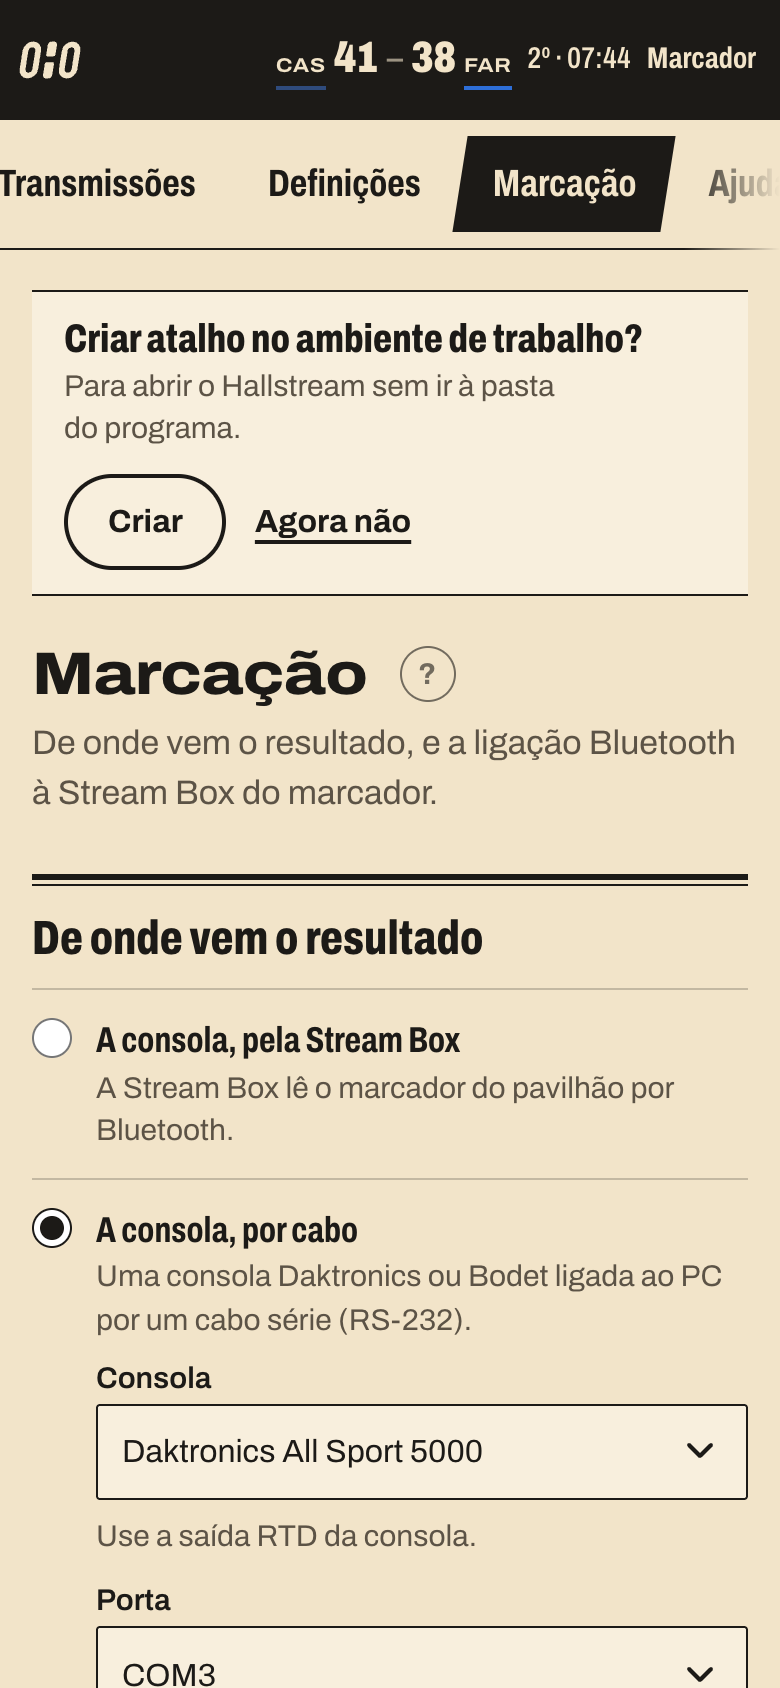 0:0
CAS 41 – 38 FAR 2º · 07:44 Marcador
Transmissões Definições Marcação Ajuda
Criar atalho no ambiente de trabalho?
Para abrir o Hallstream sem ir à pasta
do programa.
Criar Agora não
Marcação ?
De onde vem o resultado, e a ligação Bluetooth
à Stream Box do marcador.
De onde vem o resultado
A consola, pela Stream Box
A Stream Box lê o marcador do pavilhão por
Bluetooth.
A consola, por cabo
Uma consola Daktronics ou Bodet ligada ao PC
por um cabo série (RS-232).
Consola
Daktronics All Sport 5000
Use a saída RTD da consola.
Porta
COM3